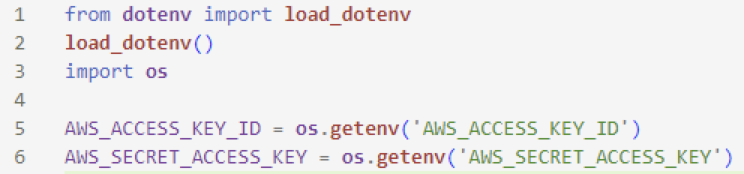 1 from dotenv import load_dotenv
2 load_dotenv()
3 import os
4
5 AWS_ACCESS_KEY_ID = os.getenv('AWS_ACCESS_KEY_ID')
6 AWS_SECRET_ACCESS_KEY = os.getenv('AWS_SECRET_ACCESS_KEY')